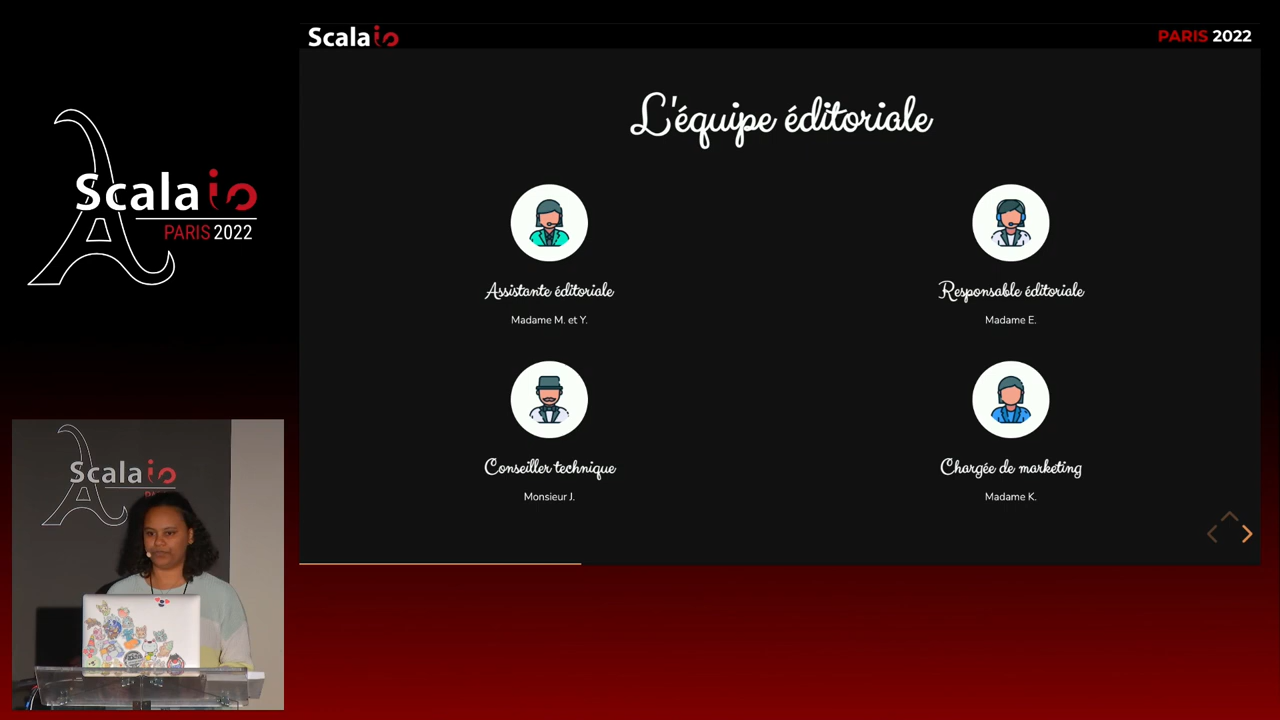 Scala io
PARIS 2022
L'équipe éditoriale
Assistante éditoriale
Madame M. et Y.
Responsable éditoriale
Madame E.
Conseiller technique
Monsieur J.
Chargée de marketing
Madame K.
Scala io
PARIS 2022
Scala io